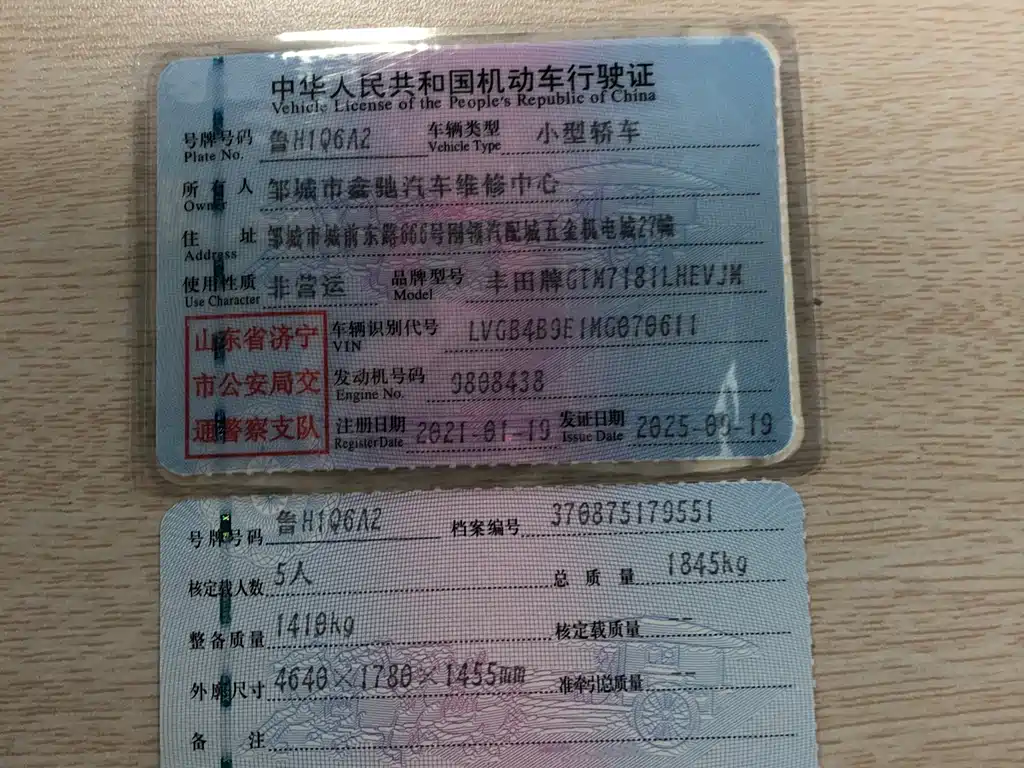 中华人民共和国机动车行驶证
Vehicle License of the People's Republic of China
号牌号码 鲁H1Q6A2 车辆类型 小型轿车
Plate No. Vehicle Type
所有人 邹城市鑫驰汽车维修中心
Owner
住址 邹城市城前东路666号刚领汽配城五金机电城27幢
Address
使用性质 非营运 品牌型号 丰田牌GTM7181LHEVJM
Use Character Model
山东省济宁
市公安局交
通警察支队
车辆识别代号 LVGB4B9E1MG070611
VIN
发动机号码 9808438
Engine No.
注册日期 2021-01-19 发证日期 2025-09-19
Register Date Issue Date
号牌号码 鲁H1Q6A2 档案编号 370875179551
核定载人数 5人 总质量 1845kg
整备质量 1410kg 核定载质量 --
外廓尺寸 4640×1780×1455mm 准牵引总质量 --
备注